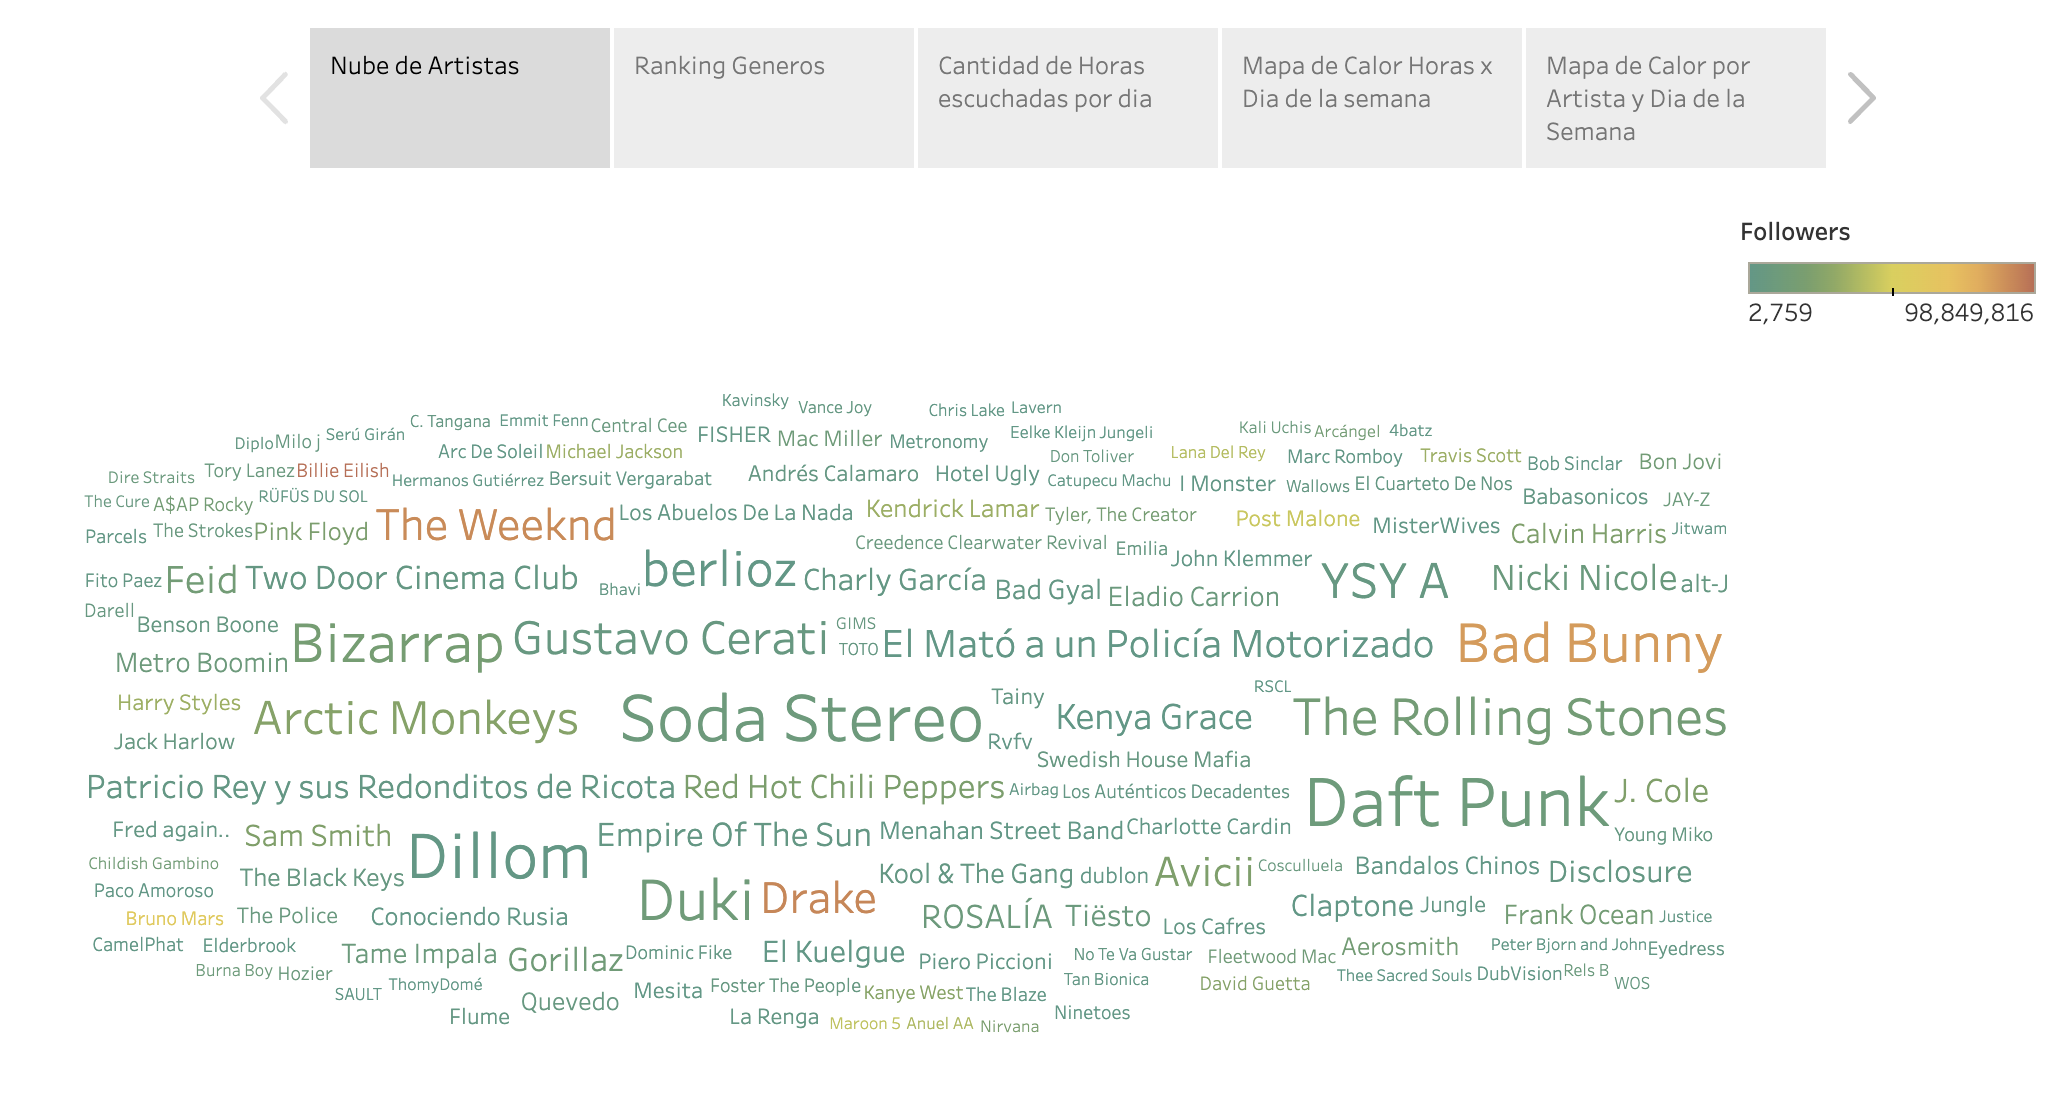 Nube de Artistas
Ranking Generos
Cantidad de Horas
escuchadas por dia
Mapa de Calor Horas x
Dia de la semana
Mapa de Calor por
Artista y Dia de la
Semana
Followers
2,759
98,849,816
Kavinsky
Vance Joy
Chris Lake
Lavern
C. Tangana
Emmit Fenn
Central Cee
Kali Uchis
Arcángel
4batz
Diplo
Milo j
Serú Girán
FISHER
Mac Miller
Metronomy
Eelke Kleijn
Jungeli
Arc De Soleil
Michael Jackson
Don Toliver
Lana Del Rey
Marc Romboy
Travis Scott
Bob Sinclar
Bon Jovi
Dire Straits
Tory Lanez
Billie Eilish
Hermanos Gutiérrez
Bersuit Vergarabat
Andrés Calamaro
Hotel Ugly
Catupecu Machu
I Monster
Wallows
El Cuarteto De Nos
The Cure
A$AP Rocky
RÜFÜS DU SOL
Babasonicos
JAY-Z
Parcels
The Strokes
Pink Floyd
The Weeknd
Los Abuelos De La Nada
Kendrick Lamar
Tyler, The Creator
Post Malone
MisterWives
Calvin Harris
Jitwam
Creedence Clearwater Revival
Emilia
John Klemmer
Fito Paez
Feid
Two Door Cinema Club
Bhavi
berlioz
Charly García
Bad Gyal
Eladio Carrion
YSY A
Nicki Nicole
alt-J
Darell
Benson Boone
Bizarrap
Gustavo Cerati
GIMS
TOTO
El Mató a un Policía Motorizado
Bad Bunny
Metro Boomin
Harry Styles
Arctic Monkeys
Soda Stereo
Tainy
Kenya Grace
RSCL
The Rolling Stones
Jack Harlow
Rvfv
Swedish House Mafia
Patricio Rey y sus Redonditos de Ricota
Red Hot Chili Peppers
Airbag
Los Auténticos Decadentes
Daft Punk
J. Cole
Fred again..
Sam Smith
Dillom
Empire Of The Sun
Menahan Street Band
Charlotte Cardin
Young Miko
Childish Gambino
The Black Keys
Kool & The Gang
dublon
Avicii
Cosculluela
Bandalos Chinos
Disclosure
Paco Amoroso
Duki
Drake
Bruno Mars
The Police
Conociendo Rusia
ROSALÍA
Tiësto
Los Cafres
Claptone
Jungle
Frank Ocean
Justice
CamelPhat
Elderbrook
Tame Impala
Gorillaz
Dominic Fike
El Kuelgue
Piero Piccioni
No Te Va Gustar
Fleetwood Mac
Aerosmith
Peter Bjorn and John
Eyedress
Burna Boy
Hozier
ThomyDomé
SAULT
Quevedo
Mesita
Foster The People
Kanye West
The Blaze
Tan Bionica
David Guetta
Thee Sacred Souls
DubVision
Rels B
WOS
Flume
La Renga
Maroon 5
Anuel AA
Nirvana
Ninetoes